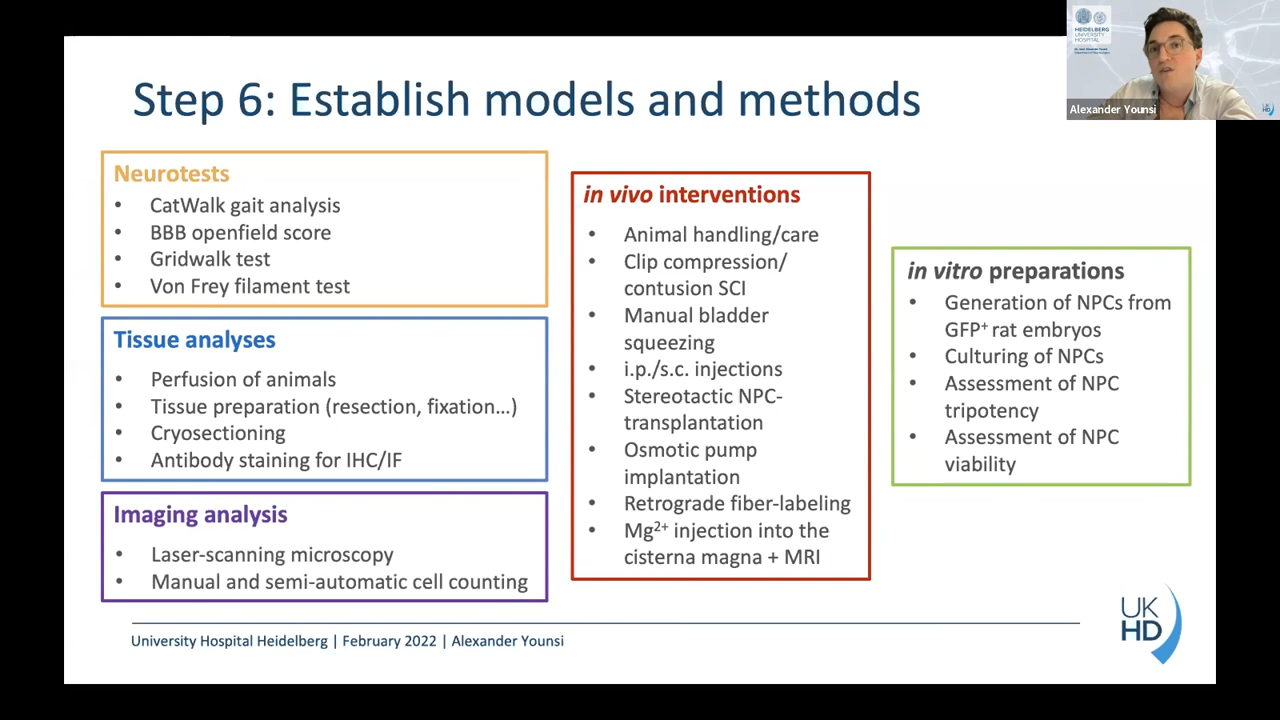 Step 6: Establish models and methods
Neurotests
• CatWalk gait analysis
• BBB openfield score
• Gridwalk test
• Von Frey filament test
Tissue analyses
• Perfusion of animals
• Tissue preparation (resection, fixation...)
• Cryosectioning
• Antibody staining for IHC/IF
Imaging analysis
• Laser-scanning microscopy
• Manual and semi-automatic cell counting
in vivo interventions
• Animal handling/care
• Clip compression/
contusion SCI
• Manual bladder
squeezing
• i.p./s.c. injections
• Stereotactic NPC-
transplantation
• Osmotic pump
implantation
• Retrograde fiber-labeling
• Mg²⁺ injection into the
cisterna magna + MRI
in vitro preparations
• Generation of NPCs from
GFP⁺ rat embryos
• Culturing of NPCs
• Assessment of NPC
tripotency
• Assessment of NPC
viability
University Hospital Heidelberg | February 2022 | Alexander Younsi
UK
HD
HEIDELBERG
UNIVERSITY
HOSPITAL
Alexander Younsi